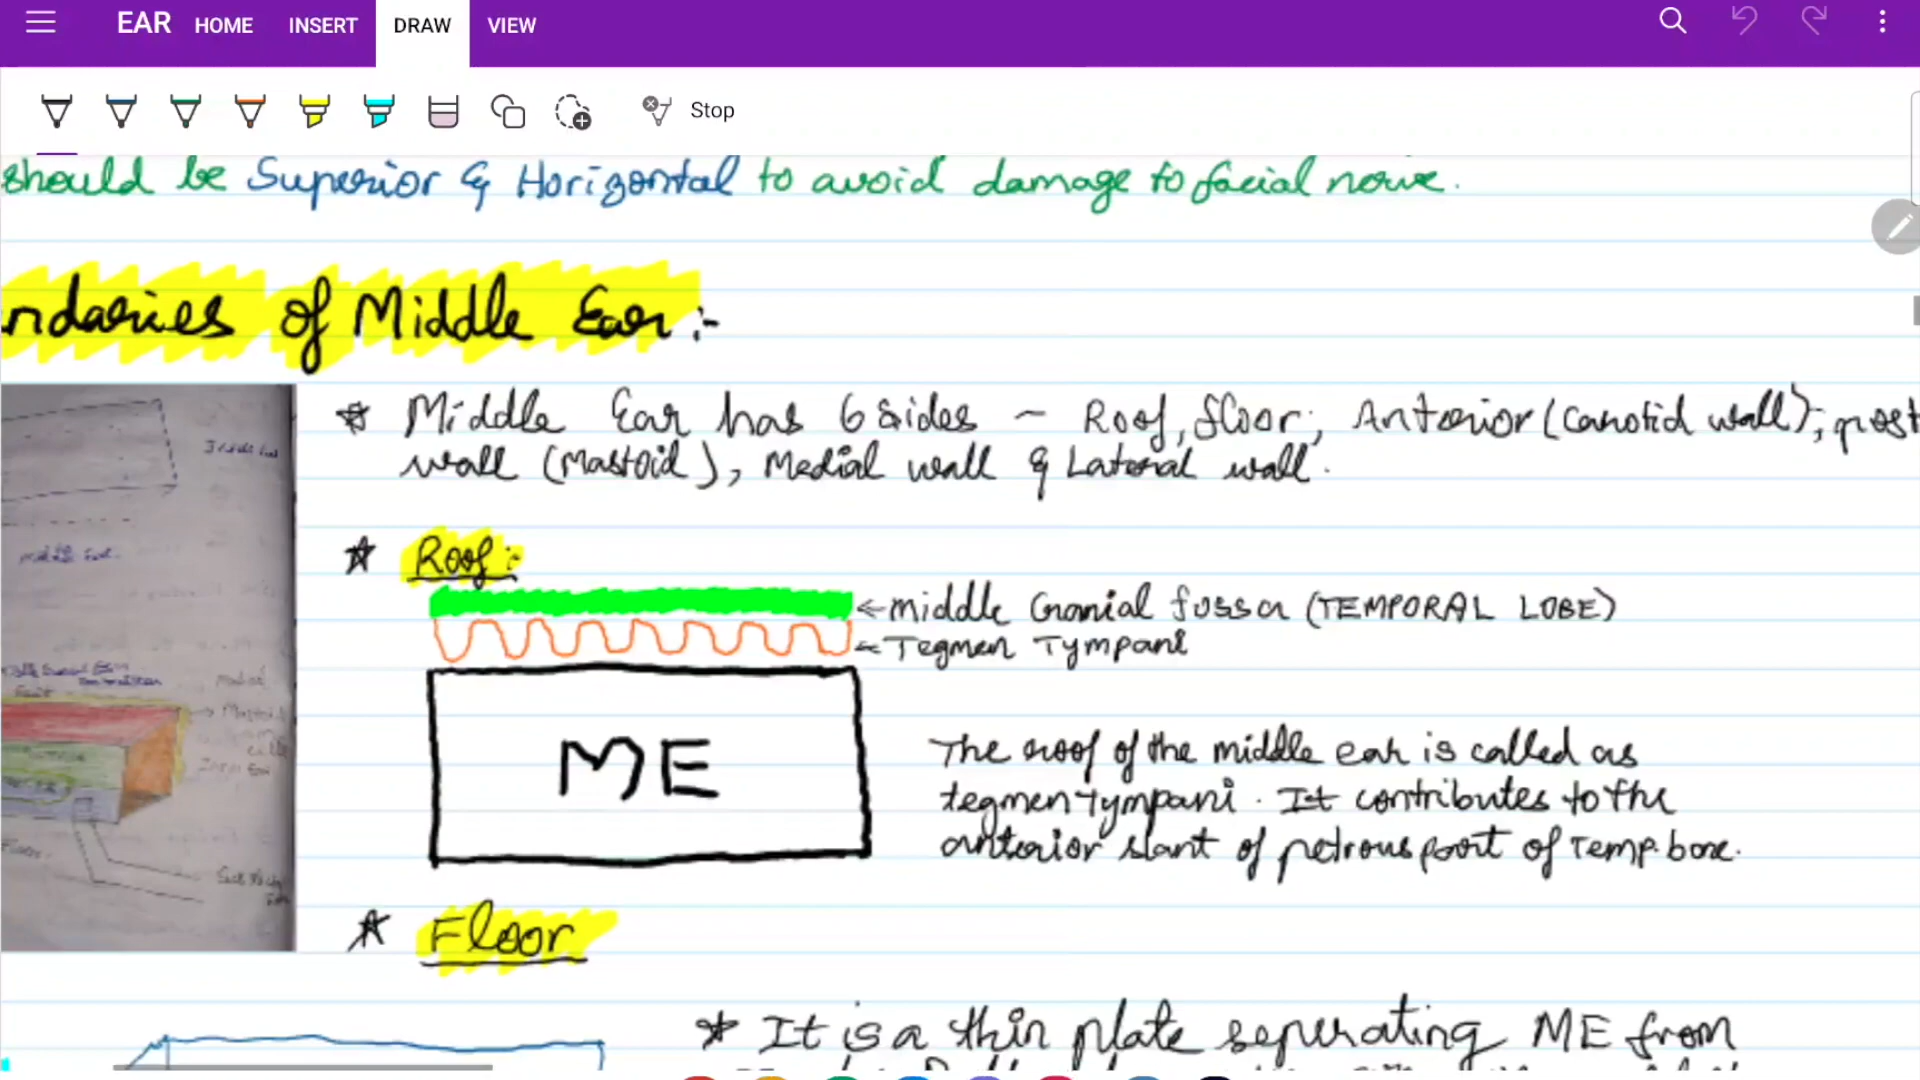 EAR HOME INSERT DRAW VIEW
Stop
should be Superior & Horizontal to avoid damage to facial nerve.
ndaries of Middle Ear :-
Middle Ear has 6 sides ~ Roof, floor, Anterior (Carotid wall); post
wall (Mastoid), Medial wall & Lateral wall.
Roof :-
← middle Cranial fossa (TEMPORAL LOBE)
← Tegmen Tympani
ME
The roof of the middle ear is called as
tegmen tympani. It contributes to the
anterior slant of petrous part of Temp. bone.
Floor
It is a thin plate seperating ME from